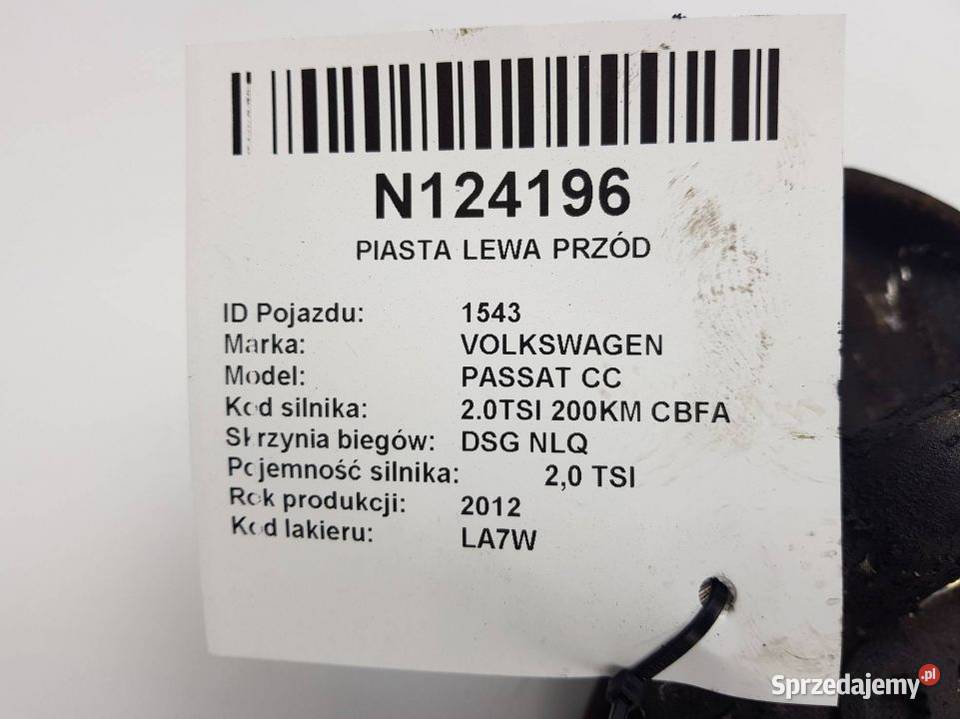 N124196
PIASTA LEWA PRZÓD
ID Pojazdu: 1543
Marka: VOLKSWAGEN
Model: PASSAT CC
Kod silnika: 2.0TSI 200KM CBFA
Skrzynia biegów: DSG NLQ
Pojemność silnika: 2,0 TSI
Rok produkcji: 2012
Kod lakieru: LA7W
Sprzedajemy.pl